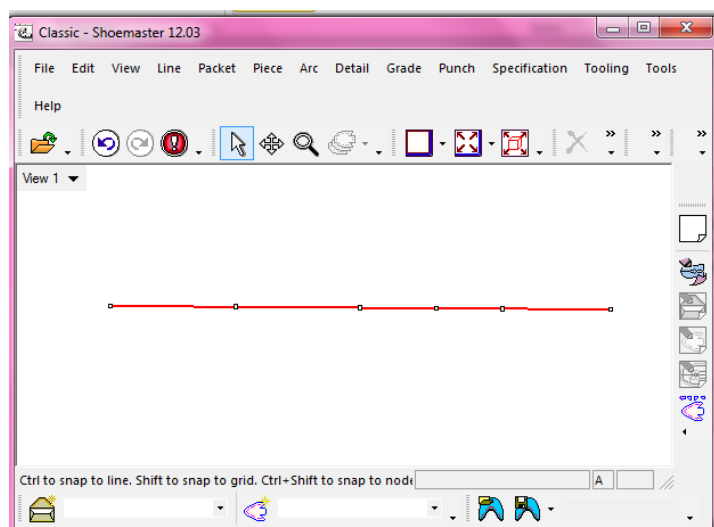 Classic - Shoemaster 12.03
File Edit View Line Packet Piece Arc Detail Grade Punch Specification Tooling Tools
Help
View 1
Ctrl to snap to line. Shift to snap to grid. Ctrl+Shift to snap to node
A